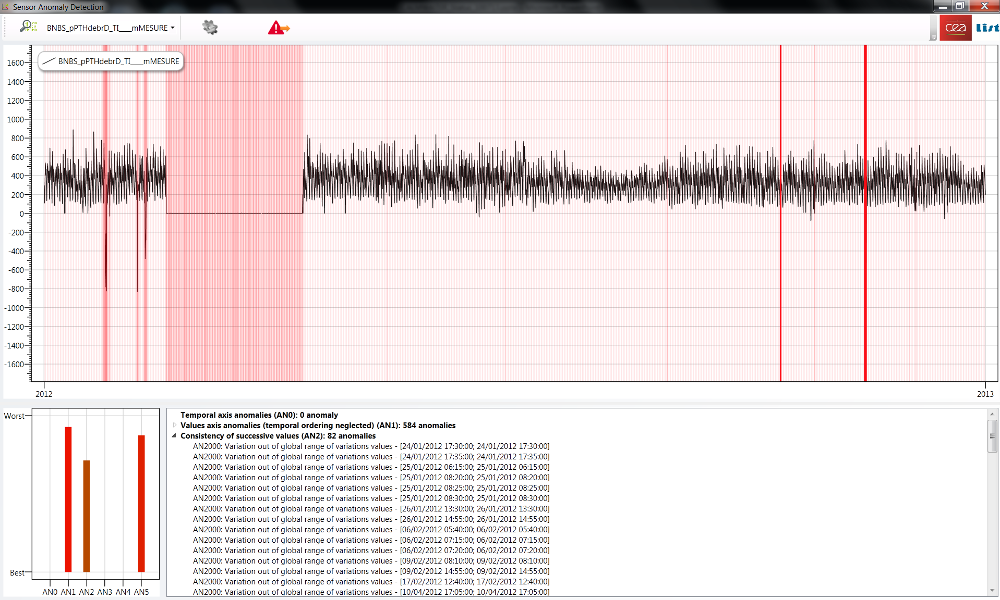 Sensor Anomaly Detection
BNBS_pPTHdebrD_TI____mMESURE
cea
list
BNBS_pPTHdebrD_TI____mMESURE
1600
1400
1200
1000
800
600
400
200
0
-200
-400
-600
-800
-1000
-1200
-1400
-1600
2012
2013
Worst
Best
AN0 AN1 AN2 AN3 AN4 AN5
Temporal axis anomalies (AN0): 0 anomaly
Values axis anomalies (temporal ordering neglected) (AN1): 584 anomalies
Consistency of successive values (AN2): 82 anomalies
AN2000: Variation out of global range of variations values - [24/01/2012 17:30:00; 24/01/2012 17:30:00]
AN2000: Variation out of global range of variations values - [24/01/2012 17:35:00; 24/01/2012 17:35:00]
AN2000: Variation out of global range of variations values - [25/01/2012 06:15:00; 25/01/2012 06:15:00]
AN2000: Variation out of global range of variations values - [25/01/2012 08:20:00; 25/01/2012 08:20:00]
AN2000: Variation out of global range of variations values - [25/01/2012 08:25:00; 25/01/2012 08:25:00]
AN2000: Variation out of global range of variations values - [25/01/2012 08:30:00; 25/01/2012 08:30:00]
AN2000: Variation out of global range of variations values - [26/01/2012 13:30:00; 26/01/2012 13:30:00]
AN2000: Variation out of global range of variations values - [26/01/2012 14:55:00; 26/01/2012 14:55:00]
AN2000: Variation out of global range of variations values - [06/02/2012 05:40:00; 06/02/2012 05:40:00]
AN2000: Variation out of global range of variations values - [06/02/2012 07:15:00; 06/02/2012 07:15:00]
AN2000: Variation out of global range of variations values - [06/02/2012 07:20:00; 06/02/2012 07:20:00]
AN2000: Variation out of global range of variations values - [09/02/2012 08:10:00; 09/02/2012 08:10:00]
AN2000: Variation out of global range of variations values - [09/02/2012 14:55:00; 09/02/2012 14:55:00]
AN2000: Variation out of global range of variations values - [17/02/2012 12:40:00; 17/02/2012 12:40:00]
AN2000: Variation out of global range of variations values - [10/04/2012 17:05:00; 10/04/2012 17:05:00]